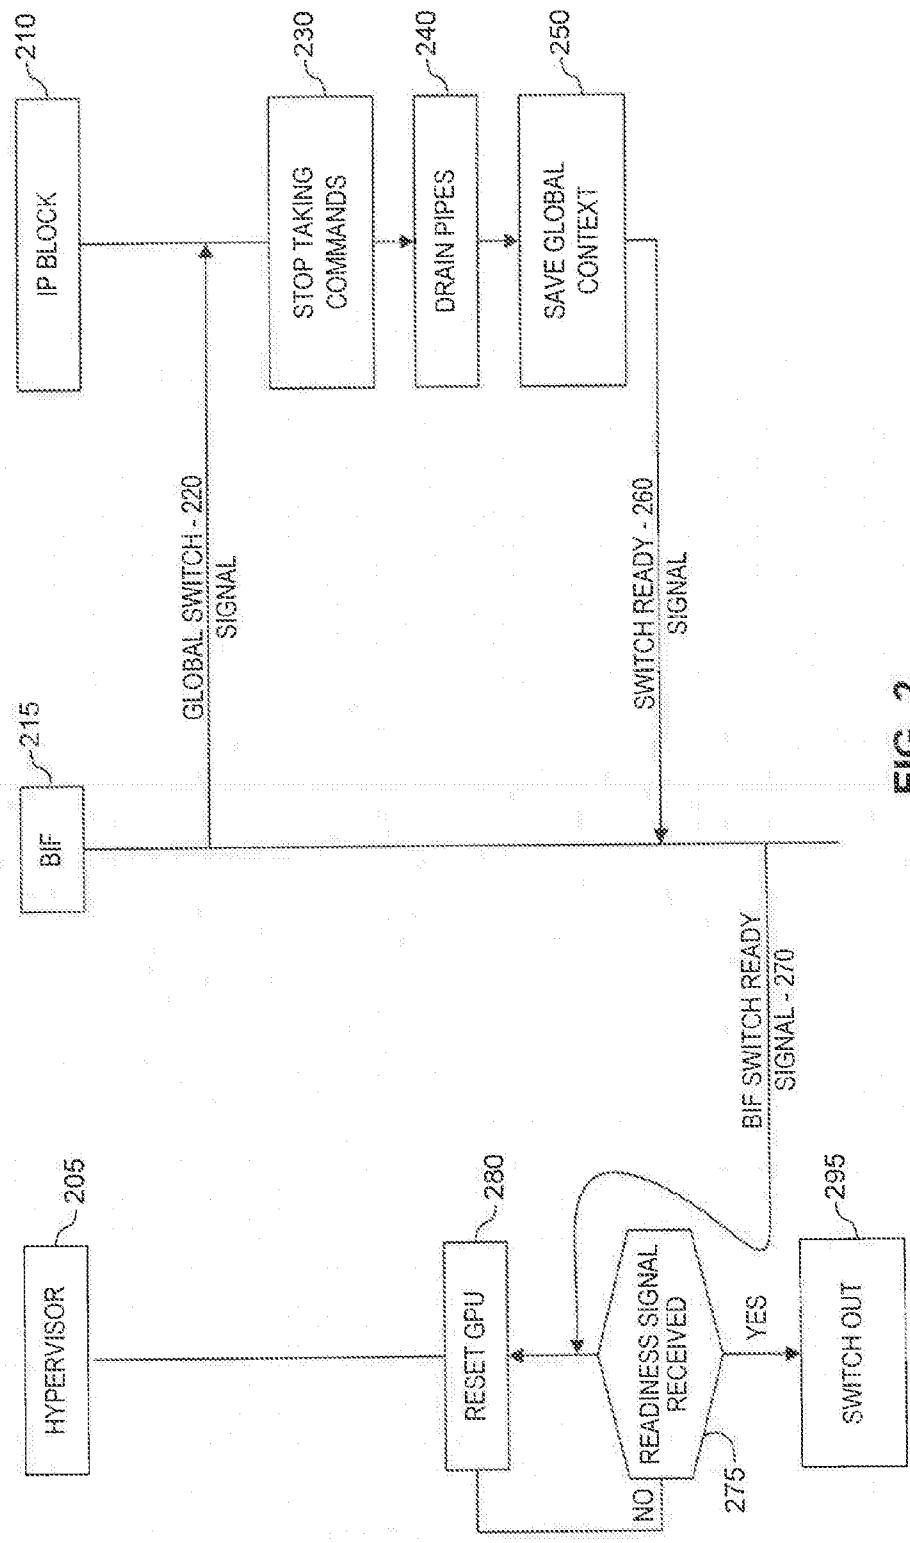 HYPERVISOR
205
BIF
215
IP BLOCK
210
GLOBAL SWITCH - 220
SIGNAL
STOP TAKING
COMMANDS
230
DRAIN PIPES
240
SAVE GLOBAL
CONTEXT
250
SWITCH READY - 260
SIGNAL
BIF SWITCH READY
SIGNAL - 270
RESET GPU
280
NO
READINESS SIGNAL
RECEIVED
275
YES
SWITCH OUT
295
FIG. 2